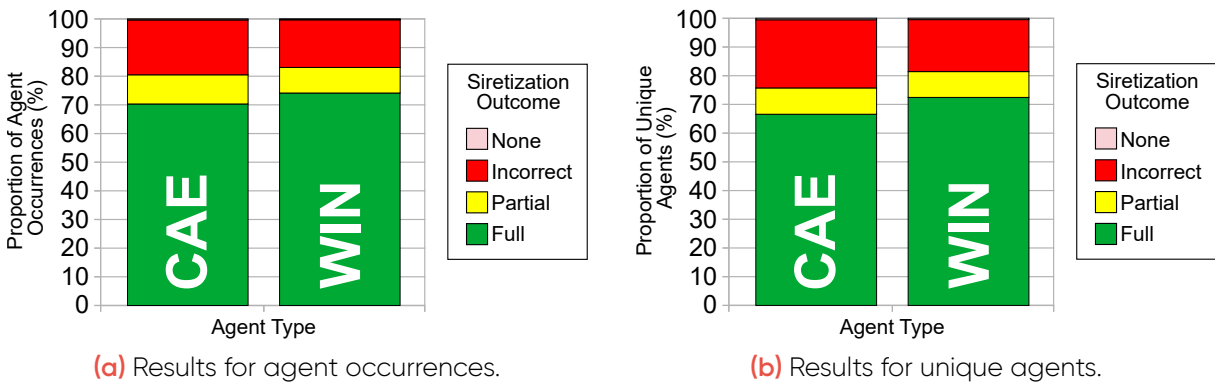 Proportion of Agent
Occurrences (%)
100
90
80
70
60
50
40
30
20
10
0
CAE
WIN
Agent Type
Siretization
Outcome
None
Incorrect
Partial
Full
(a) Results for agent occurrences.
Proportion of Unique
Agents (%)
100
90
80
70
60
50
40
30
20
10
0
CAE
WIN
Agent Type
Siretization
Outcome
None
Incorrect
Partial
Full
(b) Results for unique agents.